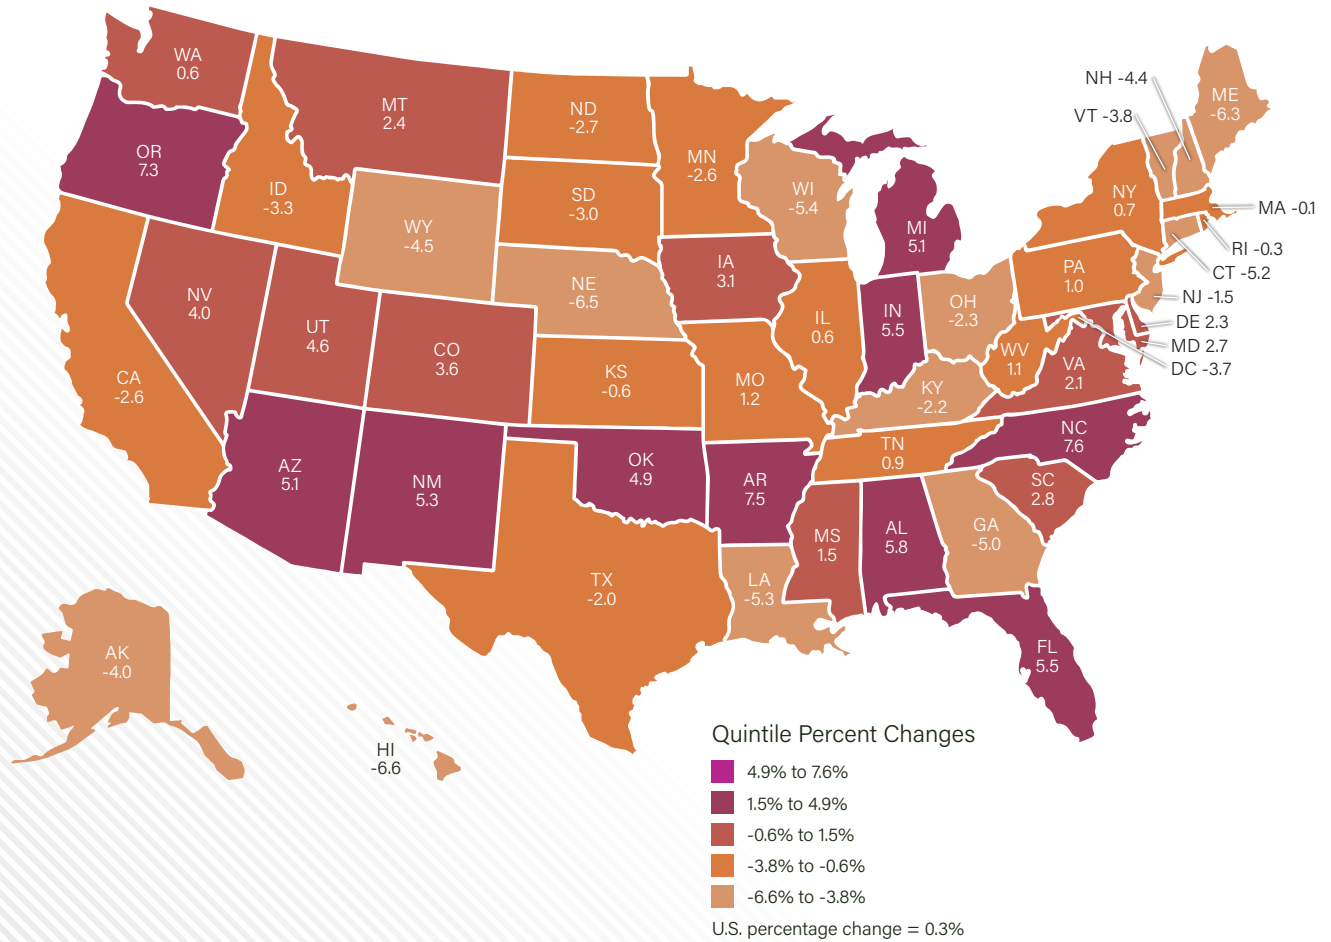 WA
0.6
MT
2.4
ND
-2.7
MN
-2.6
OR
7.3
ID
-3.3
SD
-3.0
WI
-5.4
WY
-4.5
MI
5.1
NY
0.7
NH -4.4
VT -3.8
ME
-6.3
MA -0.1
RI -0.3
CT -5.2
NJ -1.5
DE 2.3
MD 2.7
DC -3.7
NV
4.0
UT
4.6
NE
-6.5
IA
3.1
PA
1.0
IL
0.6
IN
5.5
OH
-2.3
CA
-2.6
CO
3.6
KS
-0.6
MO
1.2
WV
1.1
VA
2.1
KY
-2.2
NC
7.6
TN
0.9
AZ
5.1
NM
5.3
OK
4.9
AR
7.5
SC
2.8
MS
1.5
AL
5.8
GA
-5.0
TX
-2.0
LA
-5.3
FL
5.5
AK
-4.0
HI
-6.6
Quintile Percent Changes
4.9% to 7.6%
1.5% to 4.9%
-0.6% to 1.5%
-3.8% to -0.6%
-6.6% to -3.8%
U.S. percentage change = 0.3%